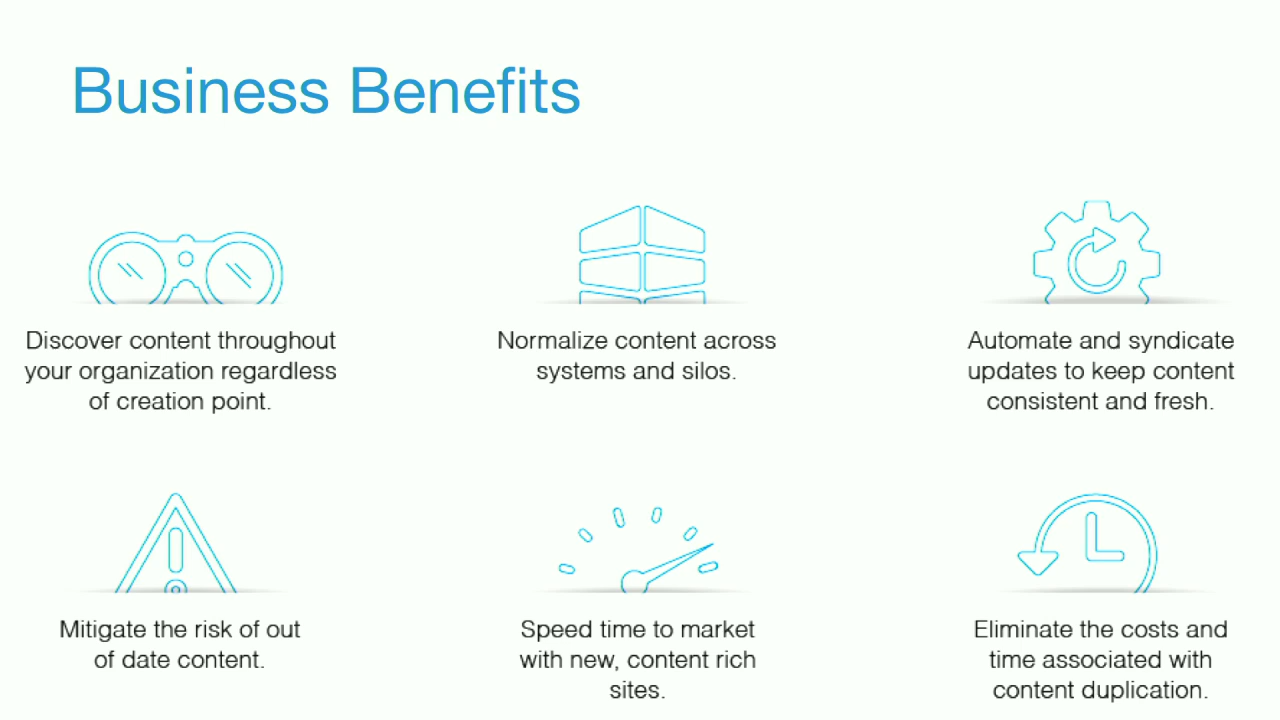 Business Benefits
Discover content throughout
your organization regardless
of creation point.
Normalize content across
systems and silos.
Automate and syndicate
updates to keep content
consistent and fresh.
Mitigate the risk of out
of date content.
Speed time to market
with new, content rich
sites.
Eliminate the costs and
time associated with
content duplication.